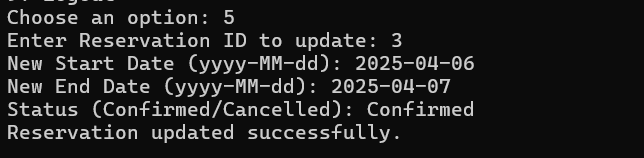 Choose an option: 5
Enter Reservation ID to update: 3
New Start Date (yyyy-MM-dd): 2025-04-06
New End Date (yyyy-MM-dd): 2025-04-07
Status (Confirmed/Cancelled): Confirmed
Reservation updated successfully.